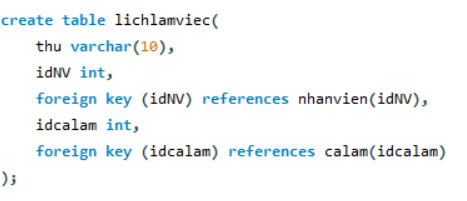 create table lichlamviec(
    thu varchar(10),
    idNV int,
    foreign key (idNV) references nhanvien(idNV),
    idcalam int,
    foreign key (idcalam) references calam(idcalam)
);